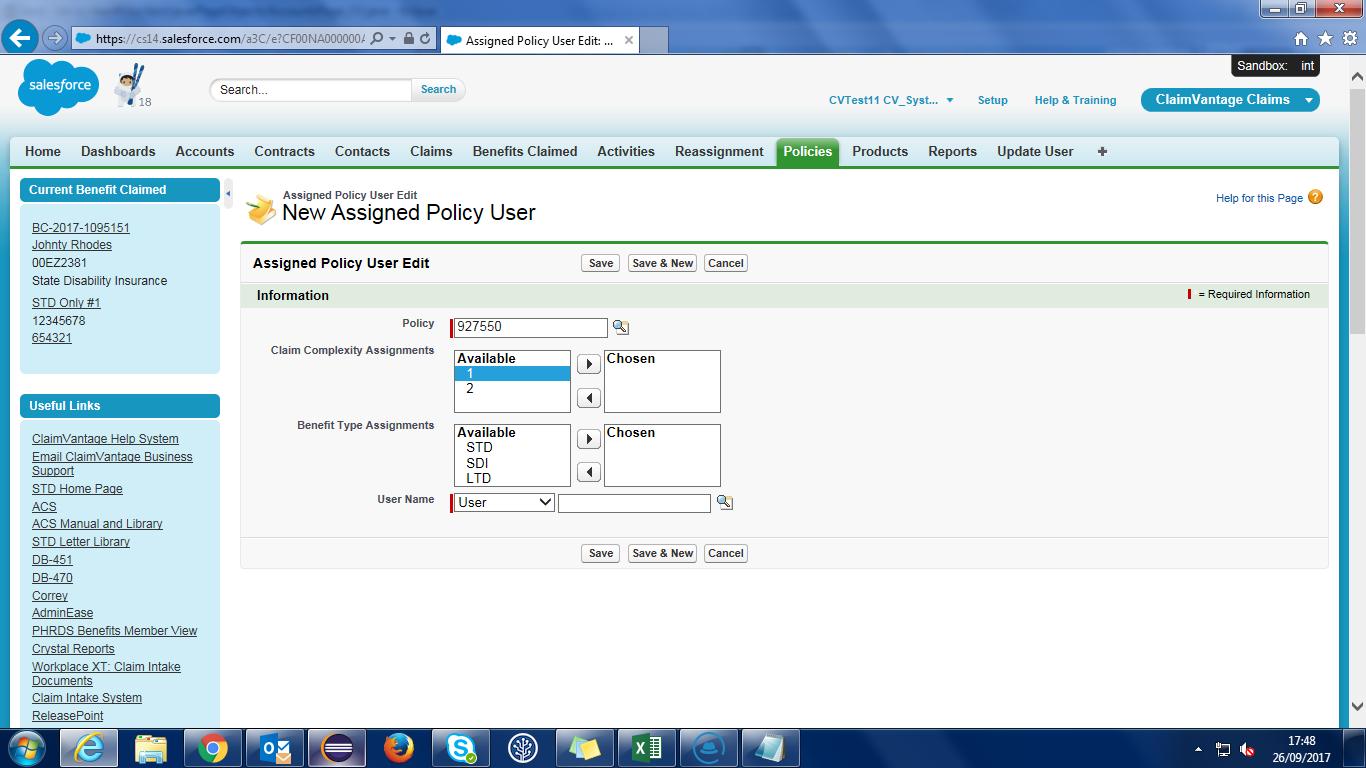 https://cs14.salesforce.com/a3C/e?CF00NA000000
Assigned Policy User Edit: ...
Sandbox: int
salesforce
18
Search...
Search
CVTest11 CV_Syst...
Setup
Help & Training
ClaimVantage Claims
Home Dashboards Accounts Contracts Contacts Claims Benefits Claimed Activities Reassignment Policies Products Reports Update User
Current Benefit Claimed
BC-2017-1095151
Johnty Rhodes
00EZ2381
State Disability Insurance
STD Only #1
12345678
654321
Useful Links
ClaimVantage Help System
Email ClaimVantage Business
Support
STD Home Page
ACS
ACS Manual and Library
STD Letter Library
DB-451
DB-470
Correy
AdminEase
PHRDS Benefits Member View
Crystal Reports
Workplace XT: Claim Intake
Documents
Claim Intake System
ReleasePoint
Assigned Policy User Edit
New Assigned Policy User
Help for this Page
Assigned Policy User Edit
Save Save & New Cancel
Information
= Required Information
Policy
927550
Claim Complexity Assignments
Available
1
2
Chosen
Benefit Type Assignments
Available
STD
SDI
LTD
Chosen
User Name
User
Save Save & New Cancel
17:48
26/09/2017